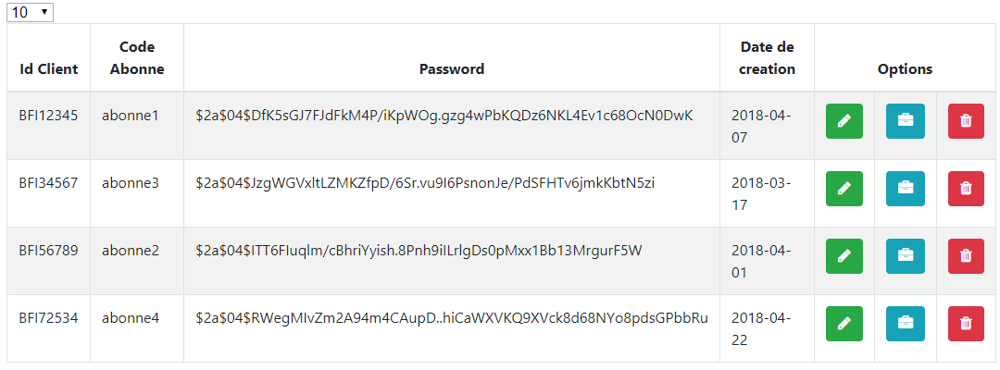 10
Id Client Code Abonne Password Date de creation Options
BFI12345 abonne1 $2a$04$DfK5sGJ7FJdFkM4P/iKpWOg.gzg4wPbKQDz6NKL4Ev1c68OcN0DwK 2018-04-
07
BFI34567 abonne3 $2a$04$JzgWGVxltLZMKZfpD/6Sr.vu9I6PsnonJe/PdSFHTv6jmkKbtN5zi 2018-03-
17
BFI56789 abonne2 $2a$04$ITT6FIuqlm/cBhriYyish.8Pnh9iILrlgDs0pMxx1Bb13MrgurF5W 2018-04-
01
BFI72534 abonne4 $2a$04$RWegMIvZm2A94m4CAupD..hiCaWXVKQ9XVck8d68NYo8pdsGPbbRu 2018-04-
22